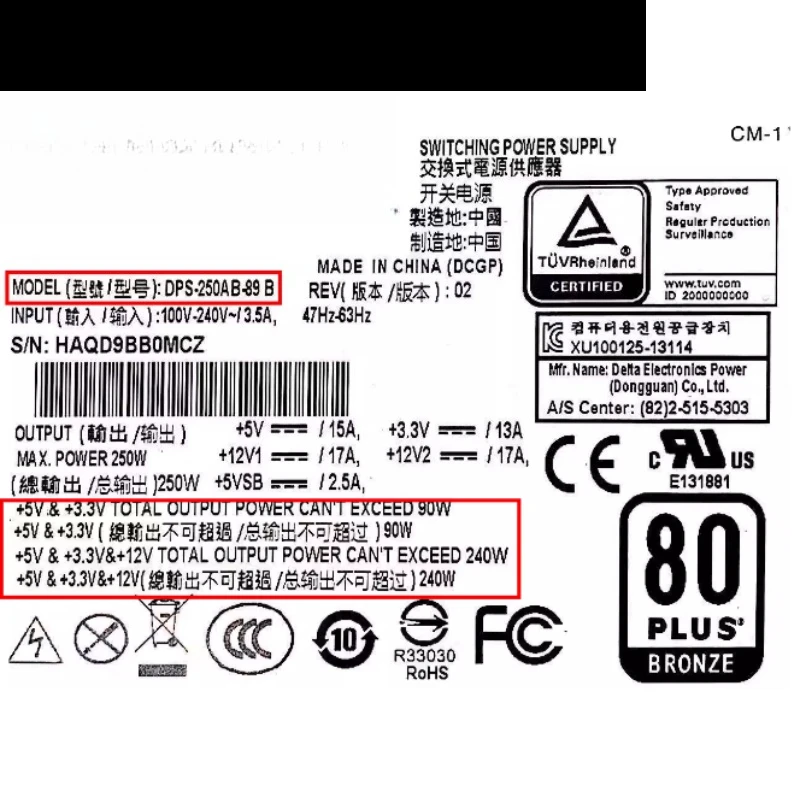 CM-1
SWITCHING POWER SUPPLY
交換式電源供應器
开关电源
製造地:中國
制造地:中国
MADE IN CHINA (DCGP)
MODEL (型號/型号): DPS-250AB-89 B
REV(版本/版本): 02
INPUT (輸入/输入):100V-240V~/ 3.5A, 47Hz-63Hz
S/N: HAQD9BB0MCZ
TÜVRheinland
CERTIFIED
Type Approved
Safety
Regular Production
Surveillance
www.tuv.com
ID 2000000000
컴퓨터용전원공급장치
XU100125-13114
Mfr. Name: Delta Electronics Power
(Dongguan) Co., Ltd.
A/S Center: (82)2-515-5303
OUTPUT (輸出/输出) +5V / 15A, +3.3V / 13A
MAX. POWER 250W +12V1 / 17A, +12V2 / 17A,
(總輸出/总输出)250W +5VSB / 2.5A,
c RU US
E131881
+5V & +3.3V TOTAL OUTPUT POWER CAN'T EXCEED 90W
+5V & +3.3V (總輸出不可超過/总输出不可超过) 90W
+5V & +3.3V&+12V TOTAL OUTPUT POWER CAN'T EXCEED 240W
+5V & +3.3V&+12V(總輸出不可超過/总输出不可超过) 240W
CE
80
PLUS
BRONZE
CCC
10
R33030
RoHS
FC